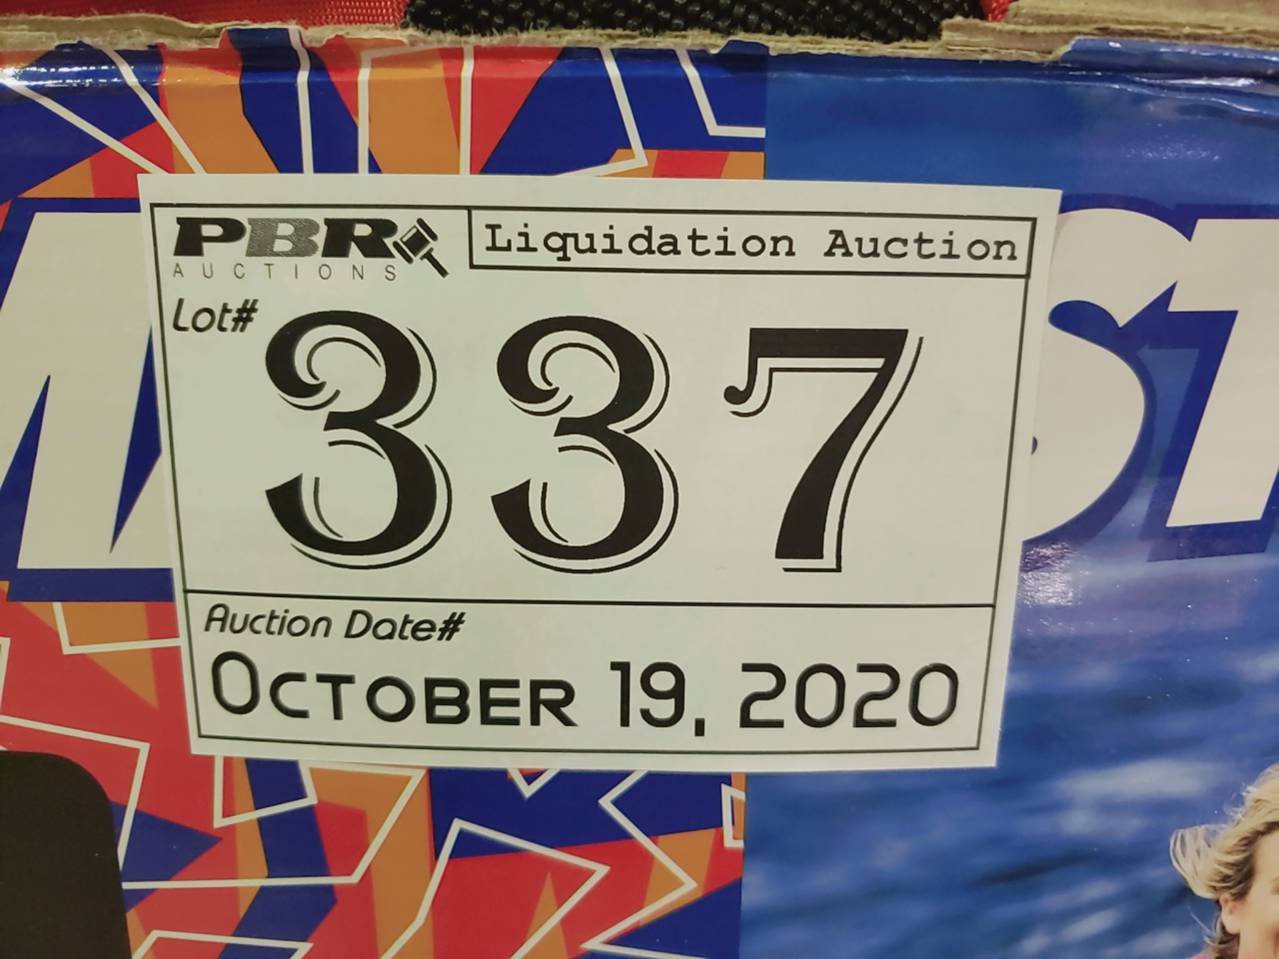 PBR
AUCTIONS
Liquidation Auction
Lot#
337
Auction Date#
October 19, 2020